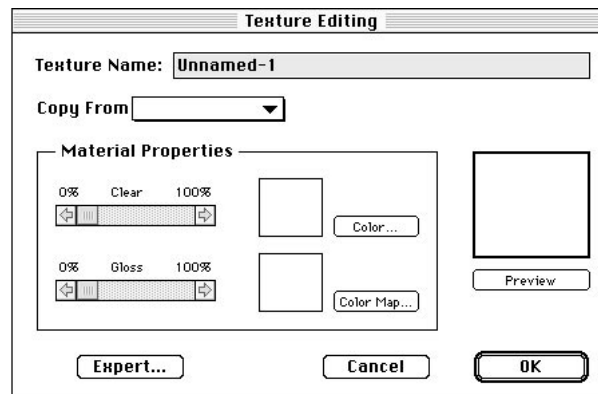 Texture Editing
Texture Name: Unnamed-1
Copy From
Material Properties
0% Clear 100%
Color...
0% Gloss 100%
Color Map...
Preview
Expert... Cancel OK